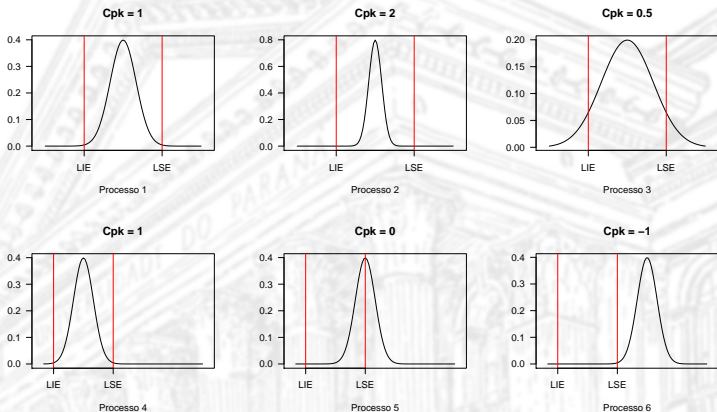 Cpk = 1
0.4
0.3
0.2
0.1
0.0
LIE LSE
Processo 1
Cpk = 2
0.8
0.6
0.4
0.2
0.0
LIE LSE
Processo 2
Cpk = 0.5
0.20
0.15
0.10
0.05
0.00
LIE LSE
Processo 3
Cpk = 1
0.4
0.3
0.2
0.1
0.0
LIE LSE
Processo 4
Cpk = 0
0.4
0.3
0.2
0.1
0.0
LIE LSE
Processo 5
Cpk = −1
0.4
0.3
0.2
0.1
0.0
LIE LSE
Processo 6